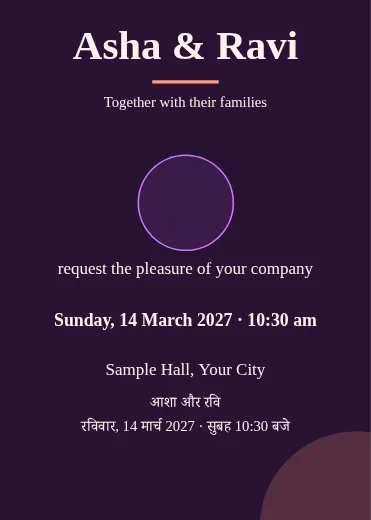 Asha & Ravi
Together with their families
request the pleasure of your company
Sunday, 14 March 2027 · 10:30 am
Sample Hall, Your City
आशा और रवि
रविवार, 14 मार्च 2027 · सुबह 10:30 बजे